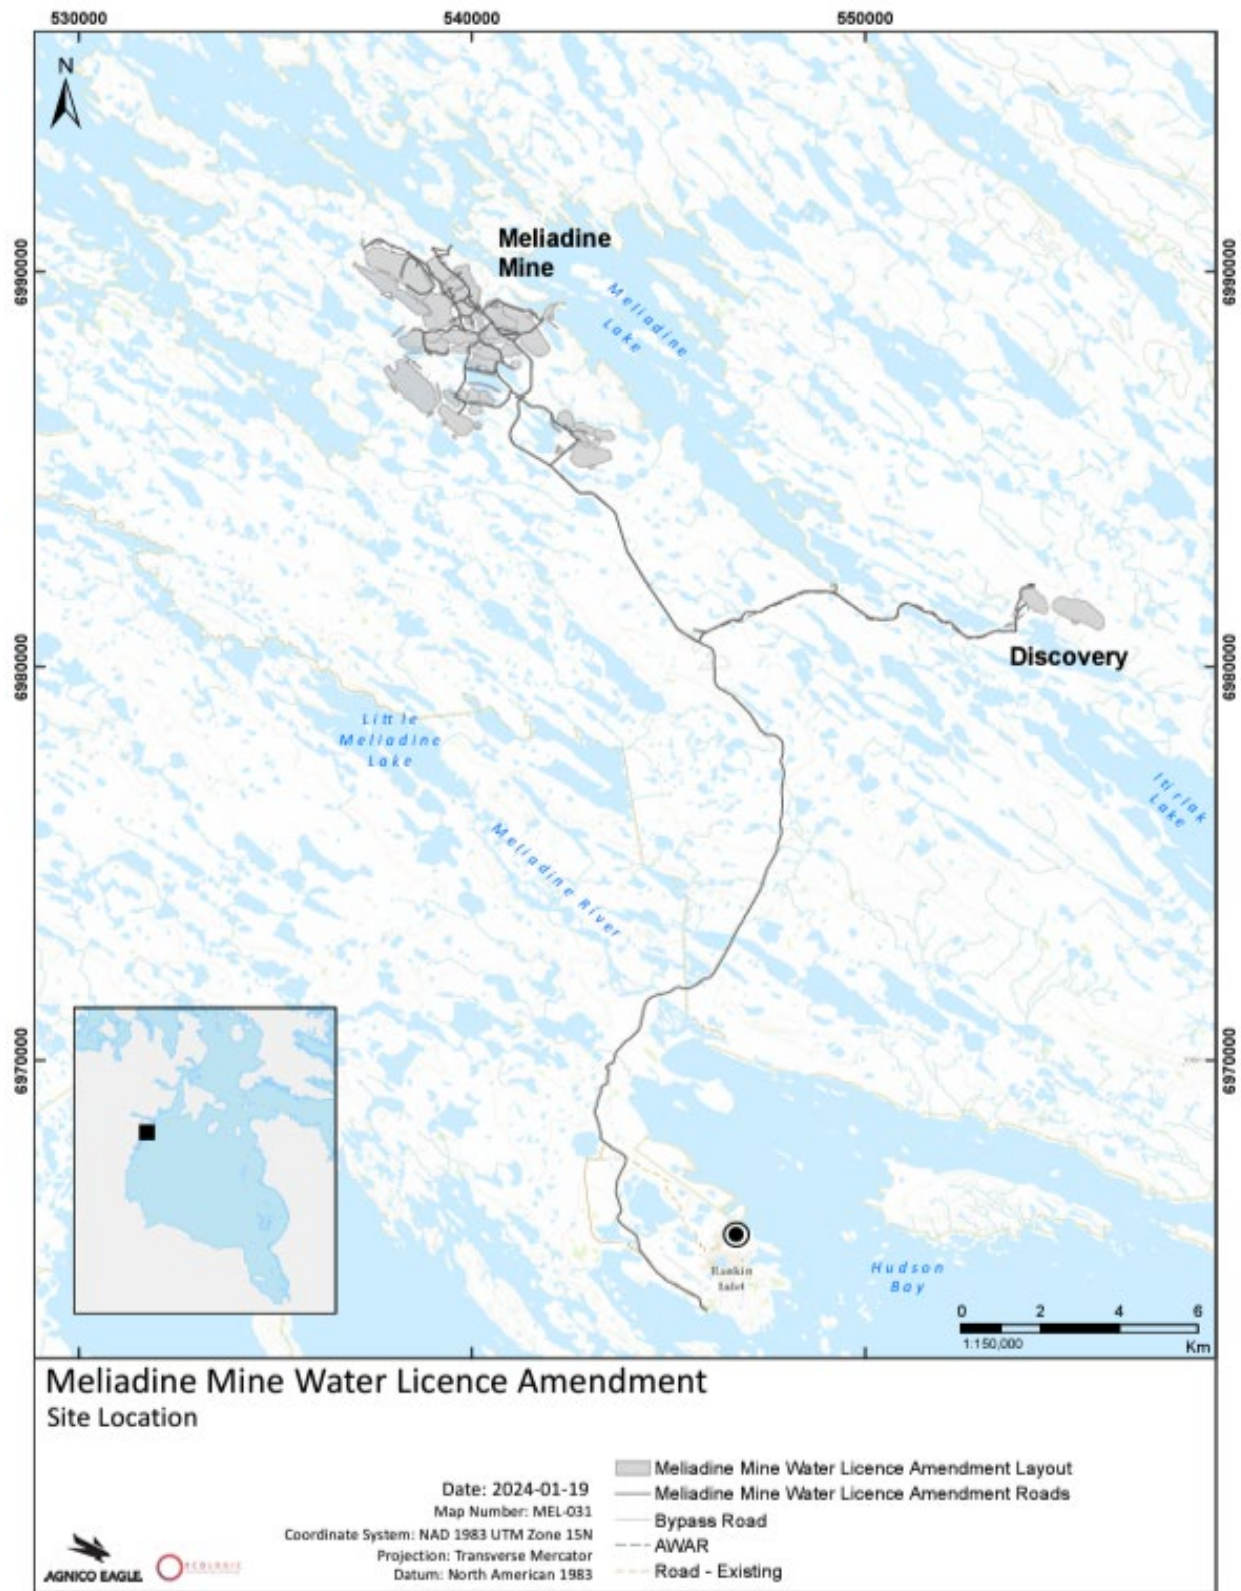 530000
540000
550000
N
Meliadine
Mine
6990000
6990000
Meliadine
Lake
Discovery
6980000
6980000
Little
Meliadine
Lake
Itiriak
Lake
Meliadine River
6970000
6970000
Rankin
Inlet
Hudson
Bay
0 2 4 6
1:150,000
Km
Meliadine Mine Water Licence Amendment
Site Location
Date: 2024-01-19
Map Number: MEL-031
Coordinate System: NAD 1983 UTM Zone 15N
Projection: Transverse Mercator
Datum: North American 1983
Meliadine Mine Water Licence Amendment Layout
Meliadine Mine Water Licence Amendment Roads
Bypass Road
AWAR
Road - Existing
AGNICO EAGLE